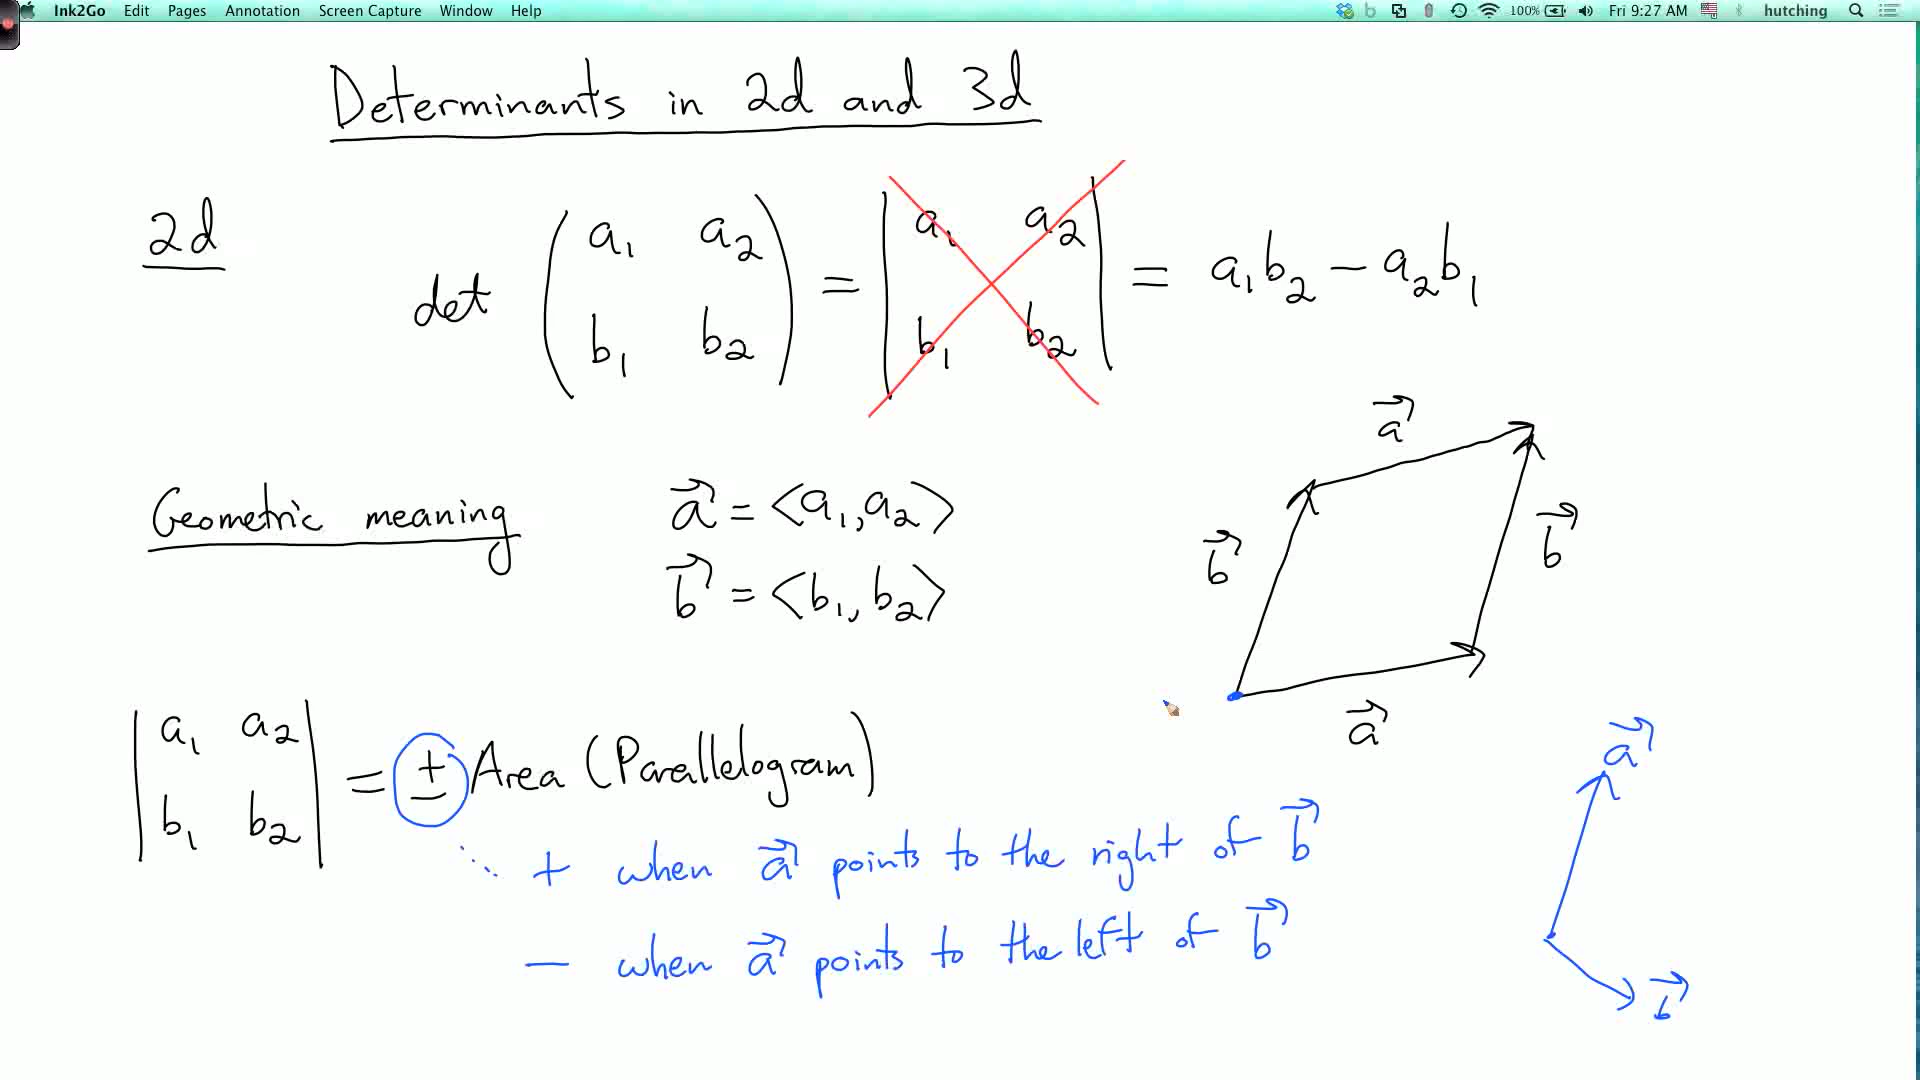 Ink2Go Edit Pages Annotation Screen Capture Window Help 100% Fri 9:27 AM hutching
Determinants in 2d and 3d
2d
det ( a₁ a₂ ) = | a₁ a₂ | = a₁b₂ − a₂b₁
( b₁ b₂ ) | b₁ b₂ |
a⃗
Geometric meaning
a⃗ = <a₁, a₂>
b⃗ = <b₁, b₂>
b⃗
b⃗
a⃗
| a₁ a₂ | = ± Area (Parallelogram)
| b₁ b₂ |
+ when a⃗ points to the right of b⃗
− when a⃗ points to the left of b⃗
a⃗
b⃗